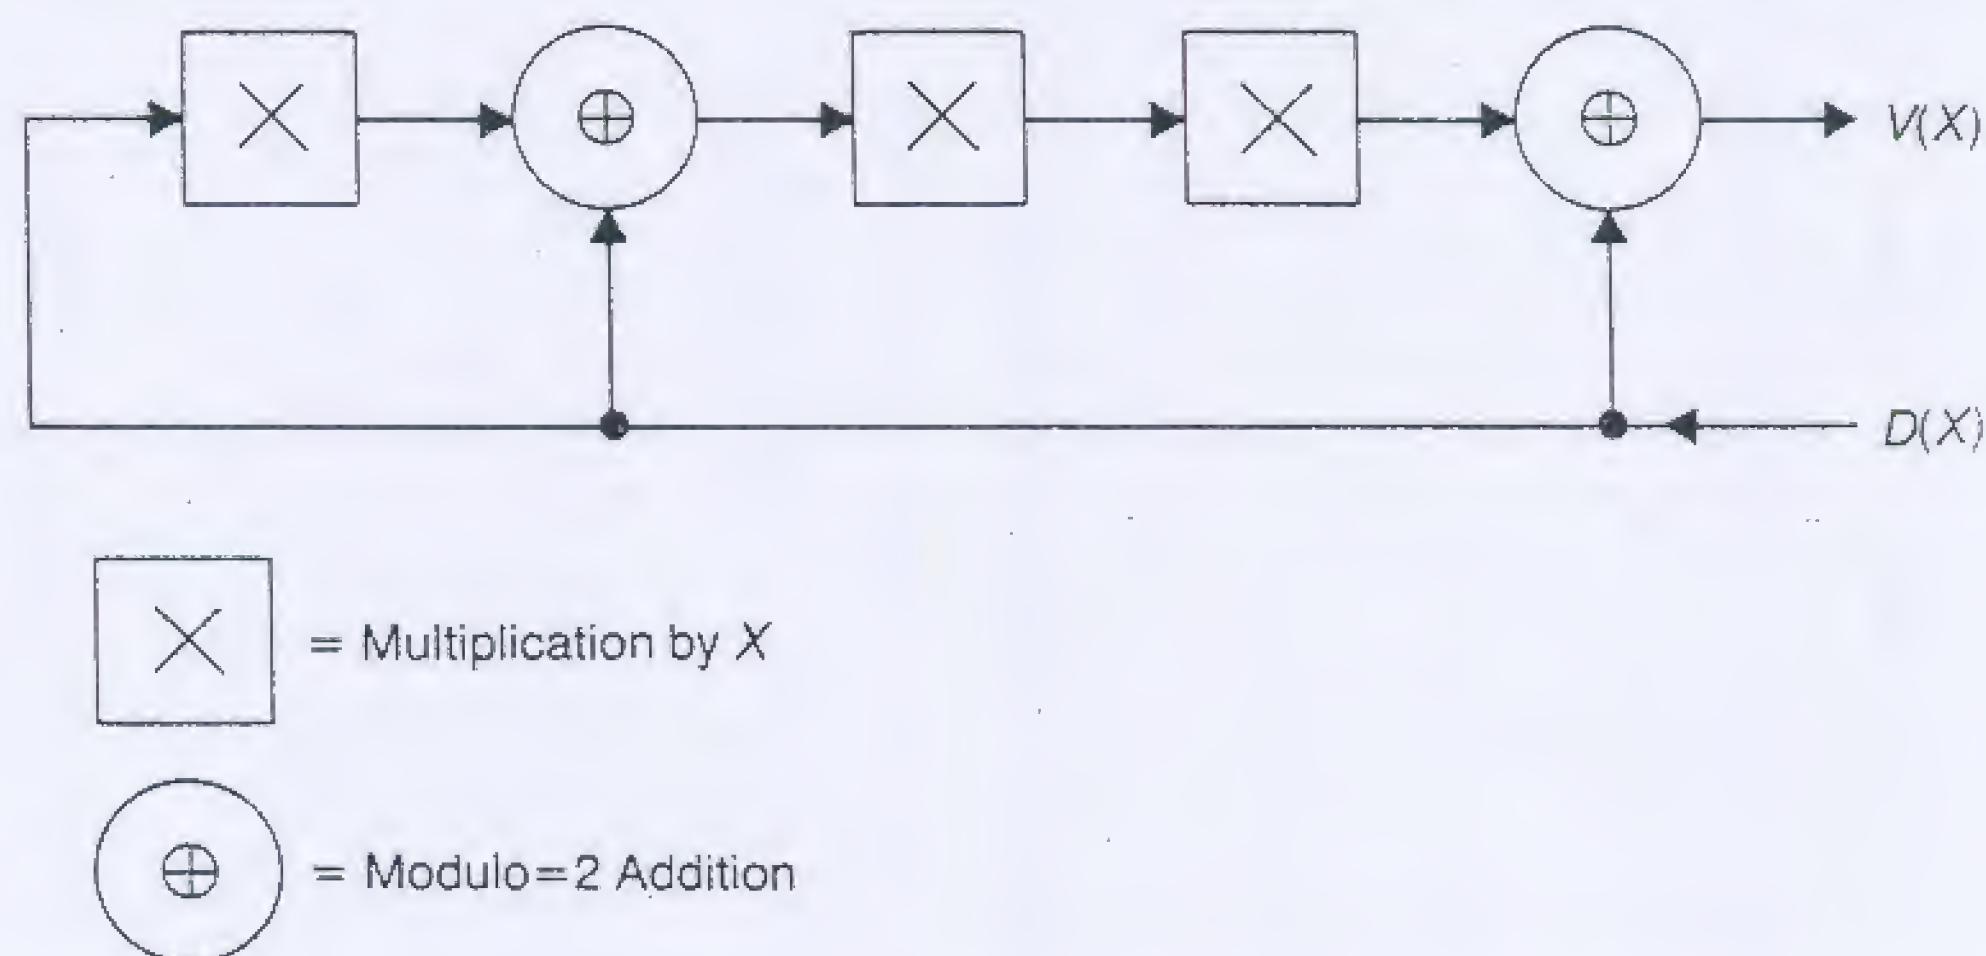 V(X)
D(X)
= Multiplication by X
= Modulo=2 Addition